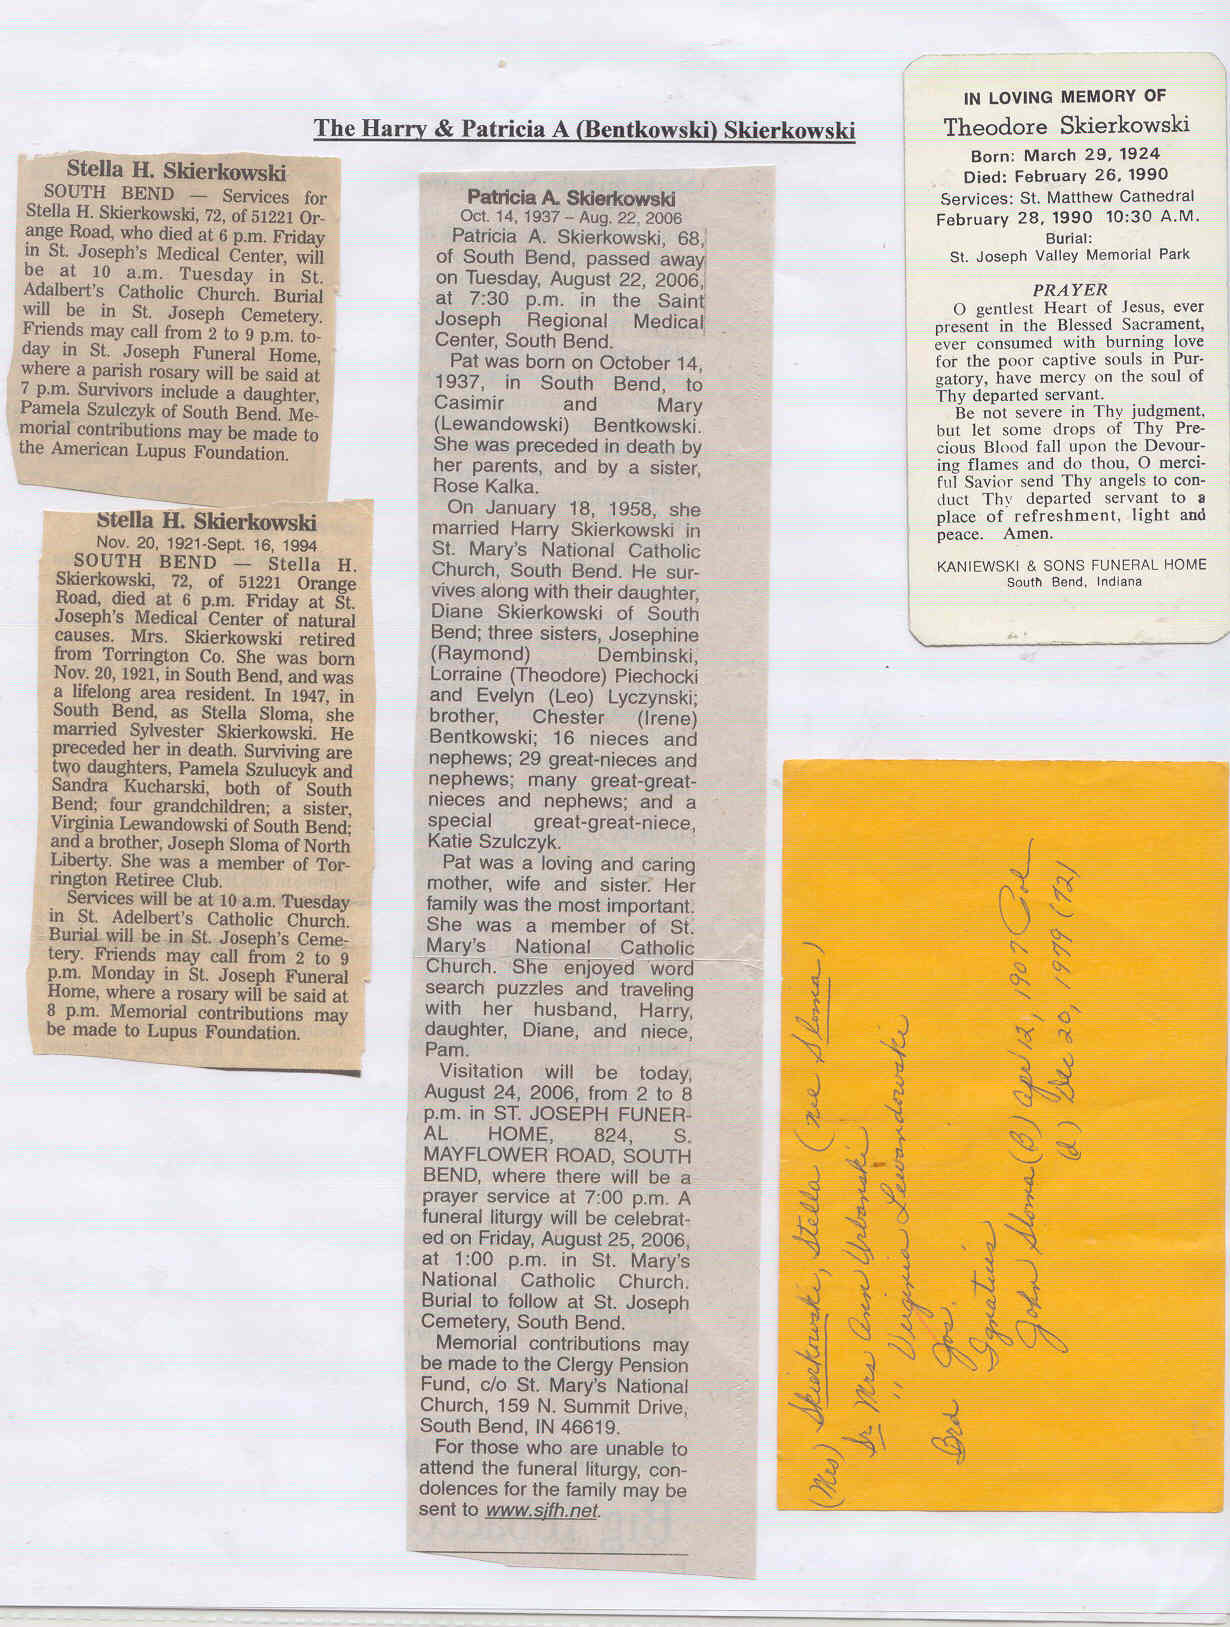 The Harry & Patricia A (Bentkowski) Skierkowski
Stella H. Skierkowski
SOUTH BEND — Services for
Stella H. Skierkowski, 72, of 51221 Or-
ange Road, who died at 6 p.m. Friday
in St. Joseph's Medical Center, will
be at 10 a.m. Tuesday in St.
Adalbert's Catholic Church. Burial
will be in St. Joseph Cemetery.
Friends may call from 2 to 9 p.m. to-
day in St. Joseph Funeral Home,
where a parish rosary will be said at
7 p.m. Survivors include a daughter,
Pamela Szulczyk of South Bend. Me-
morial contributions may be made to
the American Lupus Foundation.
Stella H. Skierkowski
Nov. 20, 1921-Sept. 16, 1994
SOUTH BEND — Stella H.
Skierkowski, 72, of 51221 Orange
Road, died at 6 p.m. Friday at St.
Joseph's Medical Center of natural
causes. Mrs. Skierkowski retired
from Torrington Co. She was born
Nov. 20, 1921, in South Bend, and was
a lifelong area resident. In 1947, in
South Bend, as Stella Sloma, she
married Sylvester Skierkowski. He
preceded her in death. Surviving are
two daughters, Pamela Szulucyk and
Sandra Kucharski, both of South
Bend; four grandchildren; a sister,
Virginia Lewandowski of South Bend;
and a brother, Joseph Sloma of North
Liberty. She was a member of Tor-
rington Retiree Club.
Services will be at 10 a.m. Tuesday
in St. Adelbert's Catholic Church.
Burial will be in St. Joseph's Ceme-
tery. Friends may call from 2 to 9
p.m. Monday in St. Joseph Funeral
Home, where a rosary will be said at
8 p.m. Memorial contributions may
be made to Lupus Foundation.
Patricia A. Skierkowski
Oct. 14, 1937 – Aug. 22, 2006
Patricia A. Skierkowski, 68,
of South Bend, passed away
on Tuesday, August 22, 2006,
at 7:30 p.m. in the Saint
Joseph Regional Medical
Center, South Bend.
Pat was born on October 14,
1937, in South Bend, to
Casimir and Mary
(Lewandowski) Bentkowski.
She was preceded in death by
her parents, and by a sister,
Rose Kalka.
On January 18, 1958, she
married Harry Skierkowski in
St. Mary's National Catholic
Church, South Bend. He sur-
vives along with their daughter,
Diane Skierkowski of South
Bend; three sisters, Josephine
(Raymond) Dembinski,
Lorraine (Theodore) Piechocki
and Evelyn (Leo) Lyczynski;
brother, Chester (Irene)
Bentkowski; 16 nieces and
nephews; 29 great-nieces and
nephews; many great-great-
nieces and nephews; and a
special great-great-niece,
Katie Szulczyk.
Pat was a loving and caring
mother, wife and sister. Her
family was the most important.
She was a member of St.
Mary's National Catholic
Church. She enjoyed word
search puzzles and traveling
with her husband, Harry,
daughter, Diane, and niece,
Pam.
Visitation will be today,
August 24, 2006, from 2 to 8
p.m. in ST. JOSEPH FUNER-
AL HOME, 824, S.
MAYFLOWER ROAD, SOUTH
BEND, where there will be a
prayer service at 7:00 p.m. A
funeral liturgy will be celebrat-
ed on Friday, August 25, 2006,
at 1:00 p.m. in St. Mary's
National Catholic Church.
Burial to follow at St. Joseph
Cemetery, South Bend.
Memorial contributions may
be made to the Clergy Pension
Fund, c/o St. Mary's National
Church, 159 N. Summit Drive,
South Bend, IN 46619.
For those who are unable to
attend the funeral liturgy, con-
dolences for the family may be
sent to www.sjfh.net.
IN LOVING MEMORY OF
Theodore Skierkowski
Born: March 29, 1924
Died: February 26, 1990
Services: St. Matthew Cathedral
February 28, 1990 10:30 A.M.
Burial:
St. Joseph Valley Memorial Park
PRAYER
O gentlest Heart of Jesus, ever
present in the Blessed Sacrament,
ever consumed with burning love
for the poor captive souls in Pur-
gatory, have mercy on the soul of
Thy departed servant.
Be not severe in Thy judgment,
but let some drops of Thy Pre-
cious Blood fall upon the Devour-
ing flames and do thou, O merci-
ful Savior send Thy angels to con-
duct Thy departed servant to a
place of refreshment, light and
peace. Amen.
KANIEWSKI & SONS FUNERAL HOME
South Bend, Indiana
(Mrs) Skierkowski, Stella (nee Sloma)
Sr Mrs Ann Urbanski
" Virginia Lewandowski
Bro Jos.
Ignatius
John Sloma (B) Apr 12, 1907 Pol
(d) Dec 20, 1979 (72)